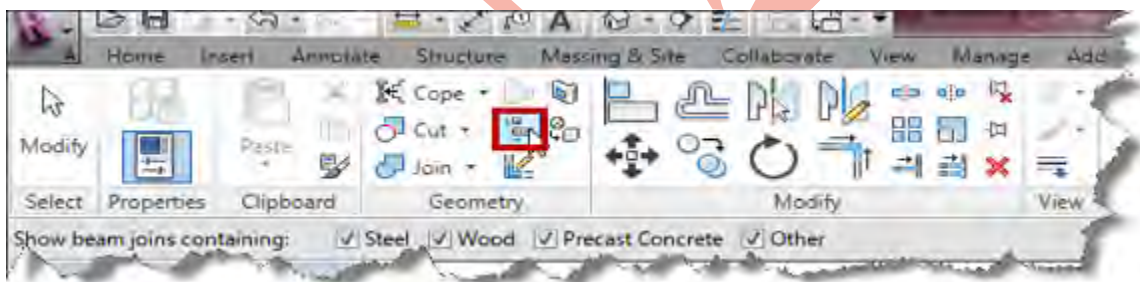 A
Home Insert Annotate Structure Massing & Site Collaborate View Manage Add
Cope
Modify Paste Cut
Join
Select Properties Clipboard Geometry Modify View
Show beam joins containing: Steel Wood Precast Concrete Other